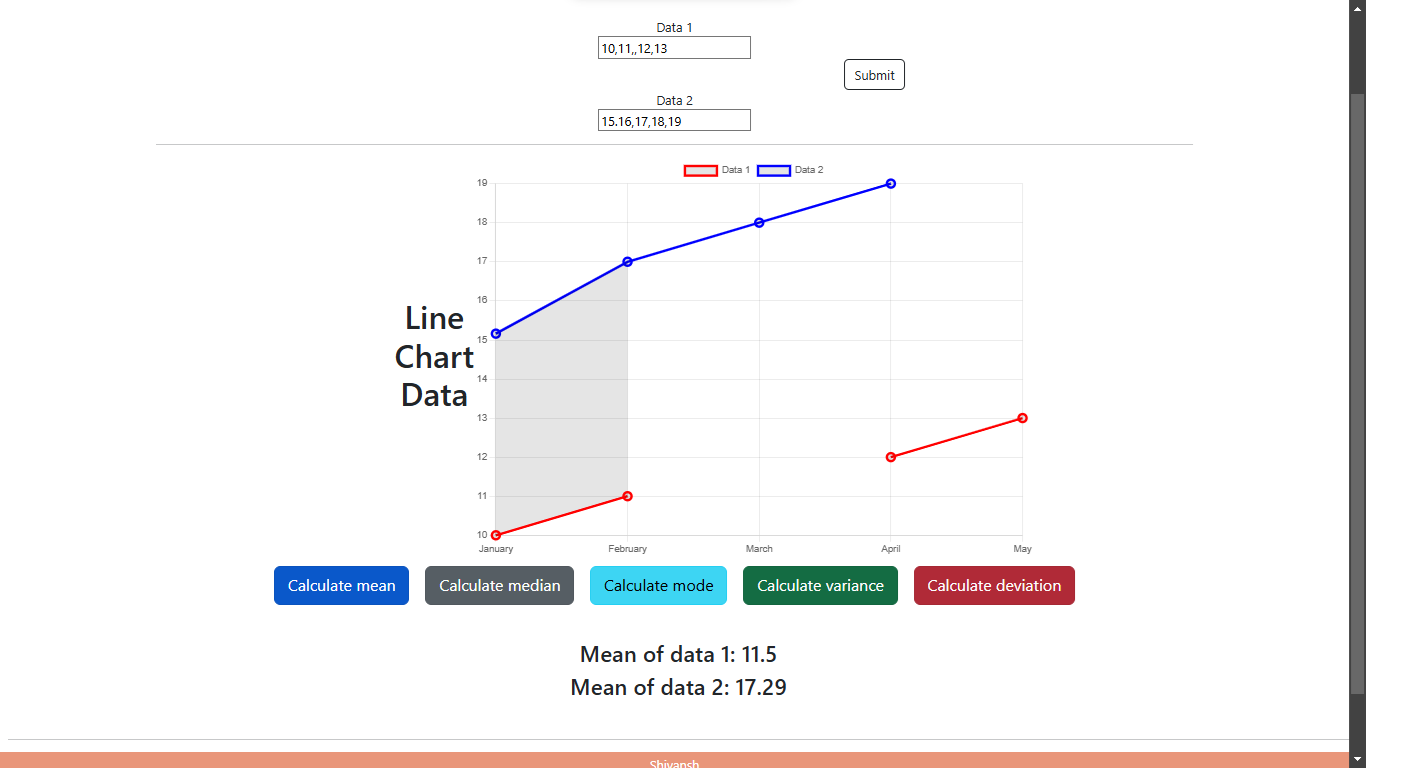 Data 1
10,11,,12,13
Submit
Data 2
15.16,17,18,19
Data 1 Data 2
19
18
17
16
15
14
13
12
11
10
Line
Chart
Data
January February March April May
Calculate mean Calculate median Calculate mode Calculate variance Calculate deviation
Mean of data 1: 11.5
Mean of data 2: 17.29
Shivansh